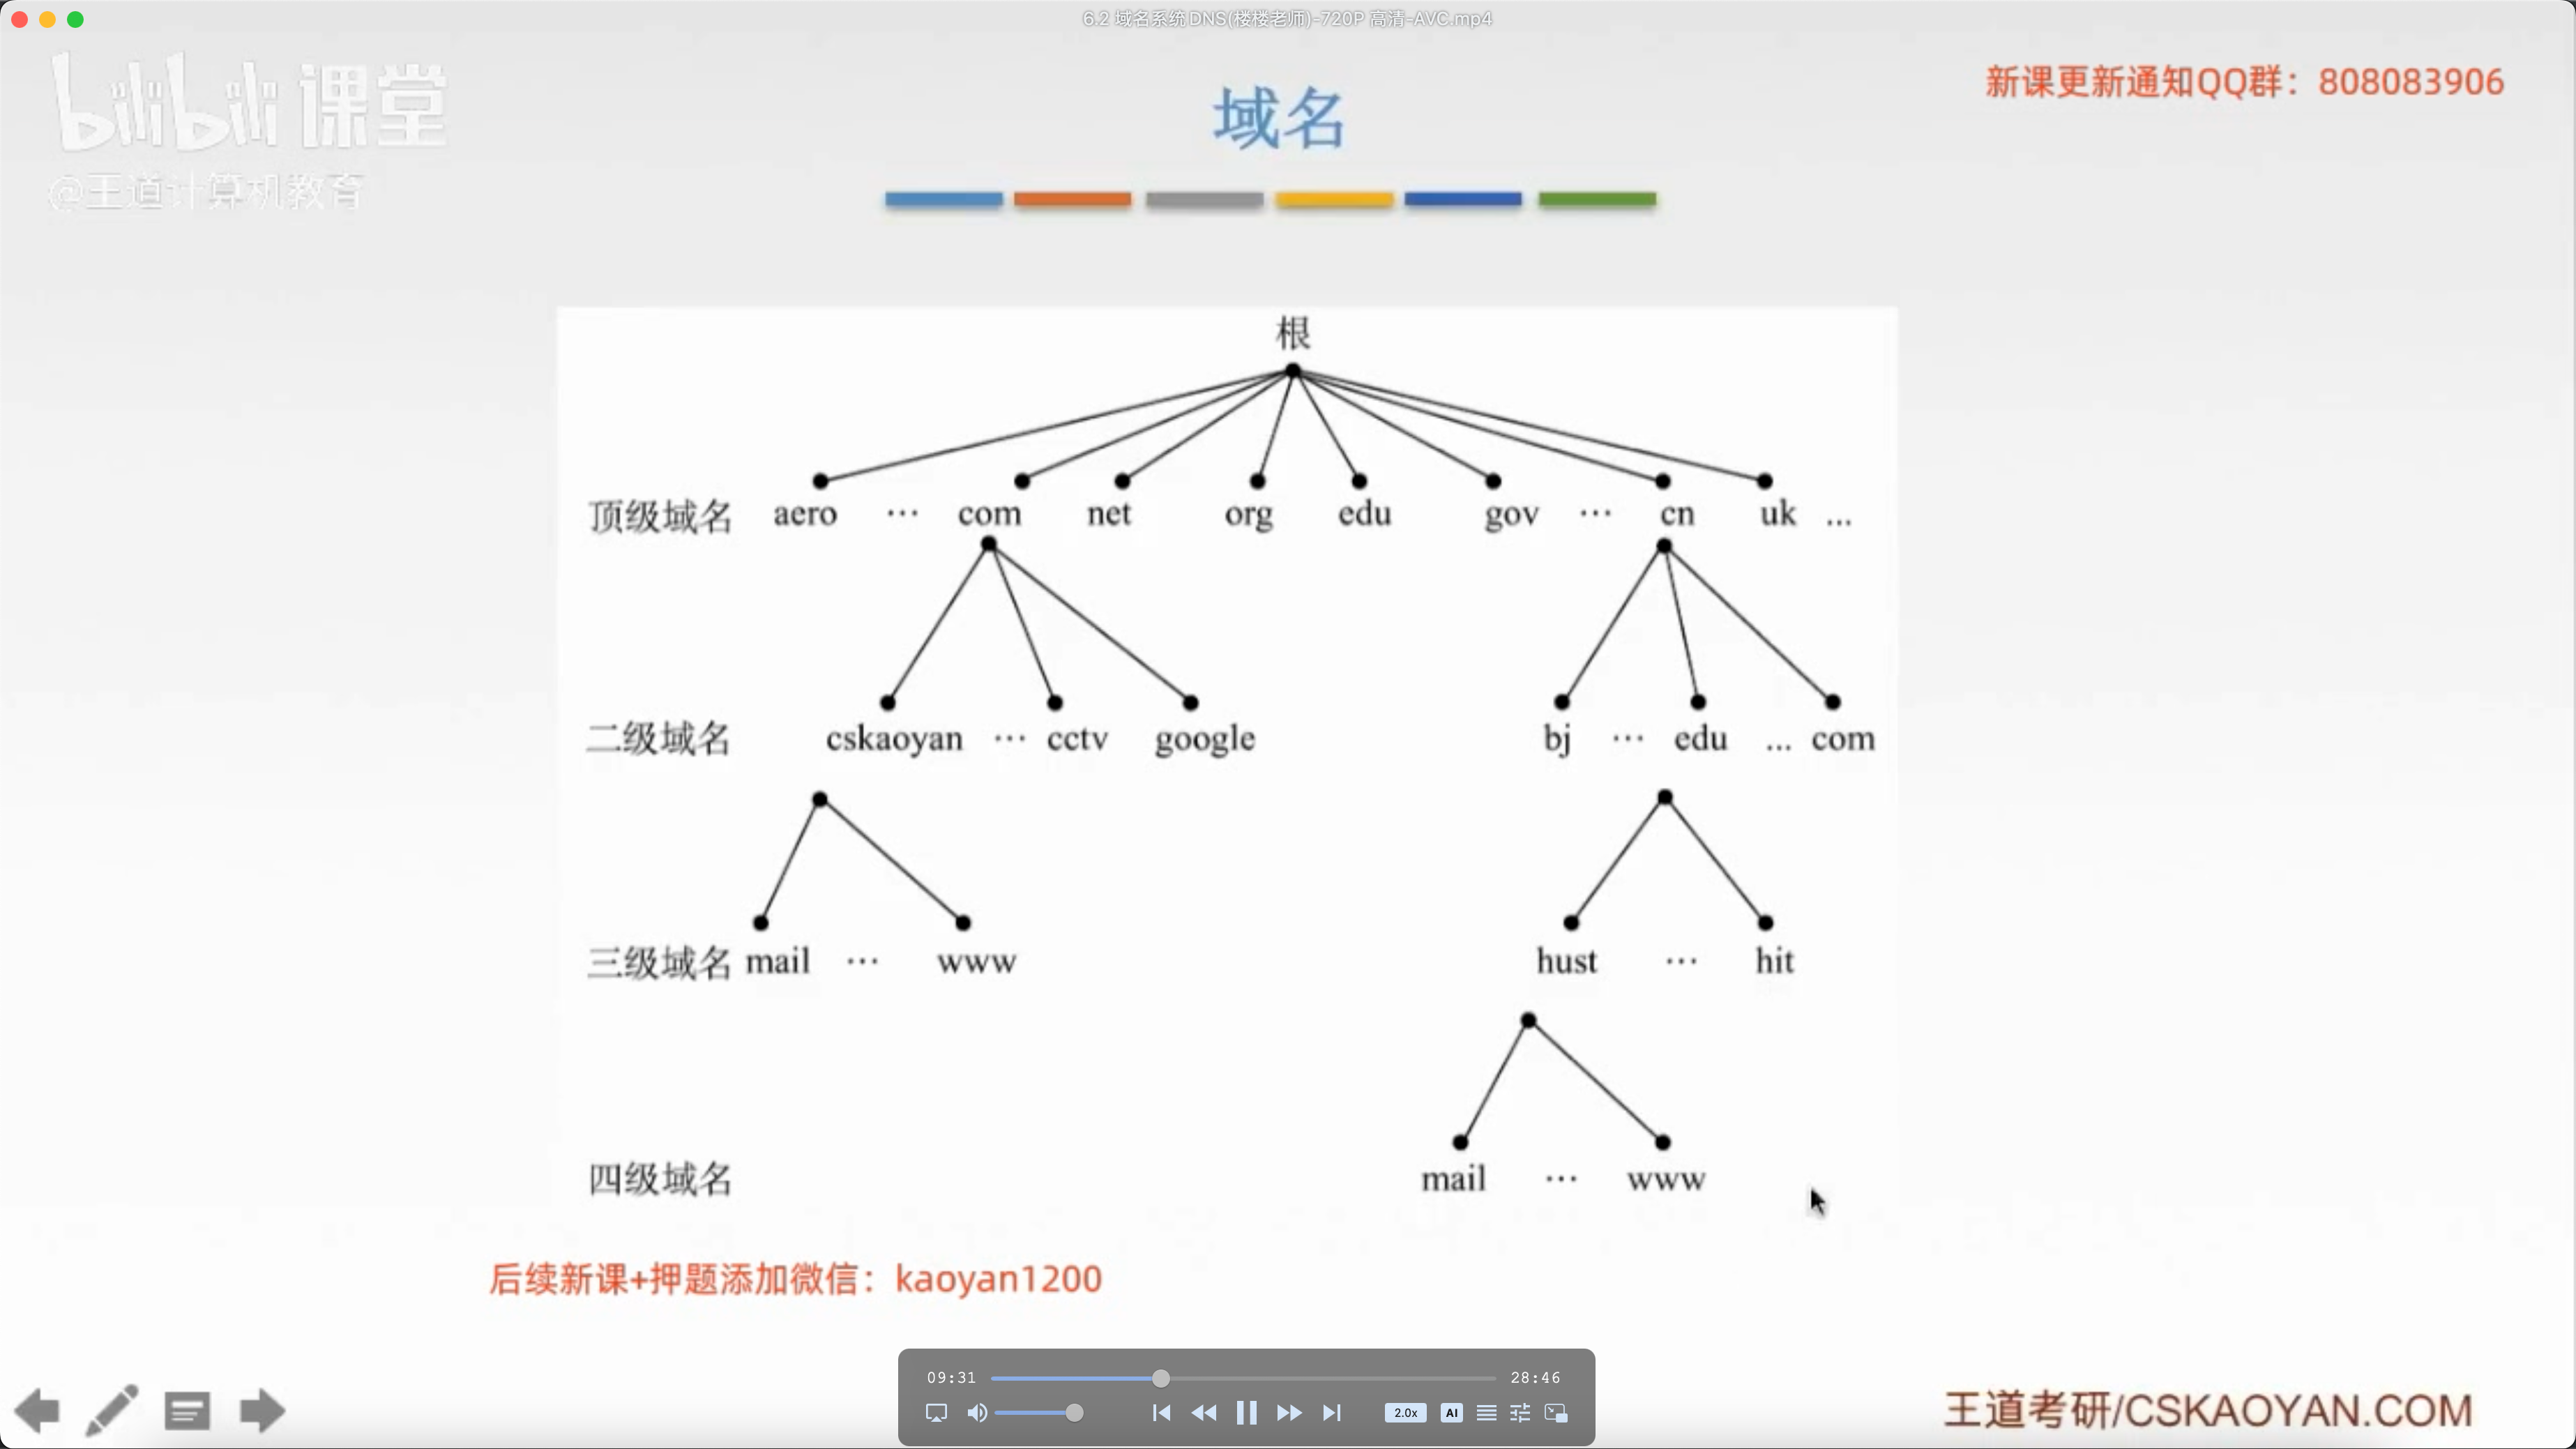 6.2 域名系统DNS(楼楼老师)-720P 高清-AVC.mp4
bilibili 课堂
@王道计算机教育
域名
新课更新通知QQ群：808083906
根
顶级域名 aero … com net org edu gov … cn uk ...
二级域名 cskaoyan … cctv google bj … edu ... com
三级域名 mail … www hust … hit
四级域名 mail … www
后续新课+押题添加微信：kaoyan1200
09:31 28:46
2.0x AI
王道考研/CSKAOYAN.COM